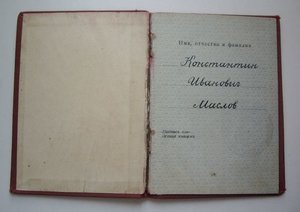 Имя, отчество и фамилия
Константин
Иванович
Маслов